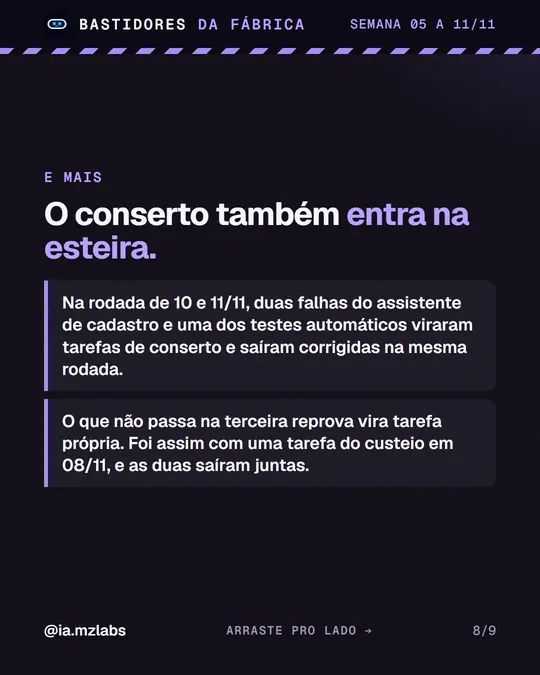 BASTIDORES DA FÁBRICA
SEMANA 05 A 11/11
E MAIS
O conserto também entra na
esteira.
Na rodada de 10 e 11/11, duas falhas do assistente
de cadastro e uma dos testes automáticos viraram
tarefas de conserto e saíram corrigidas na mesma
rodada.
O que não passa na terceira reprova vira tarefa
própria. Foi assim com uma tarefa do custeio em
08/11, e as duas saíram juntas.
@ia.mzlabs
ARRASTE PRO LADO →
8/9